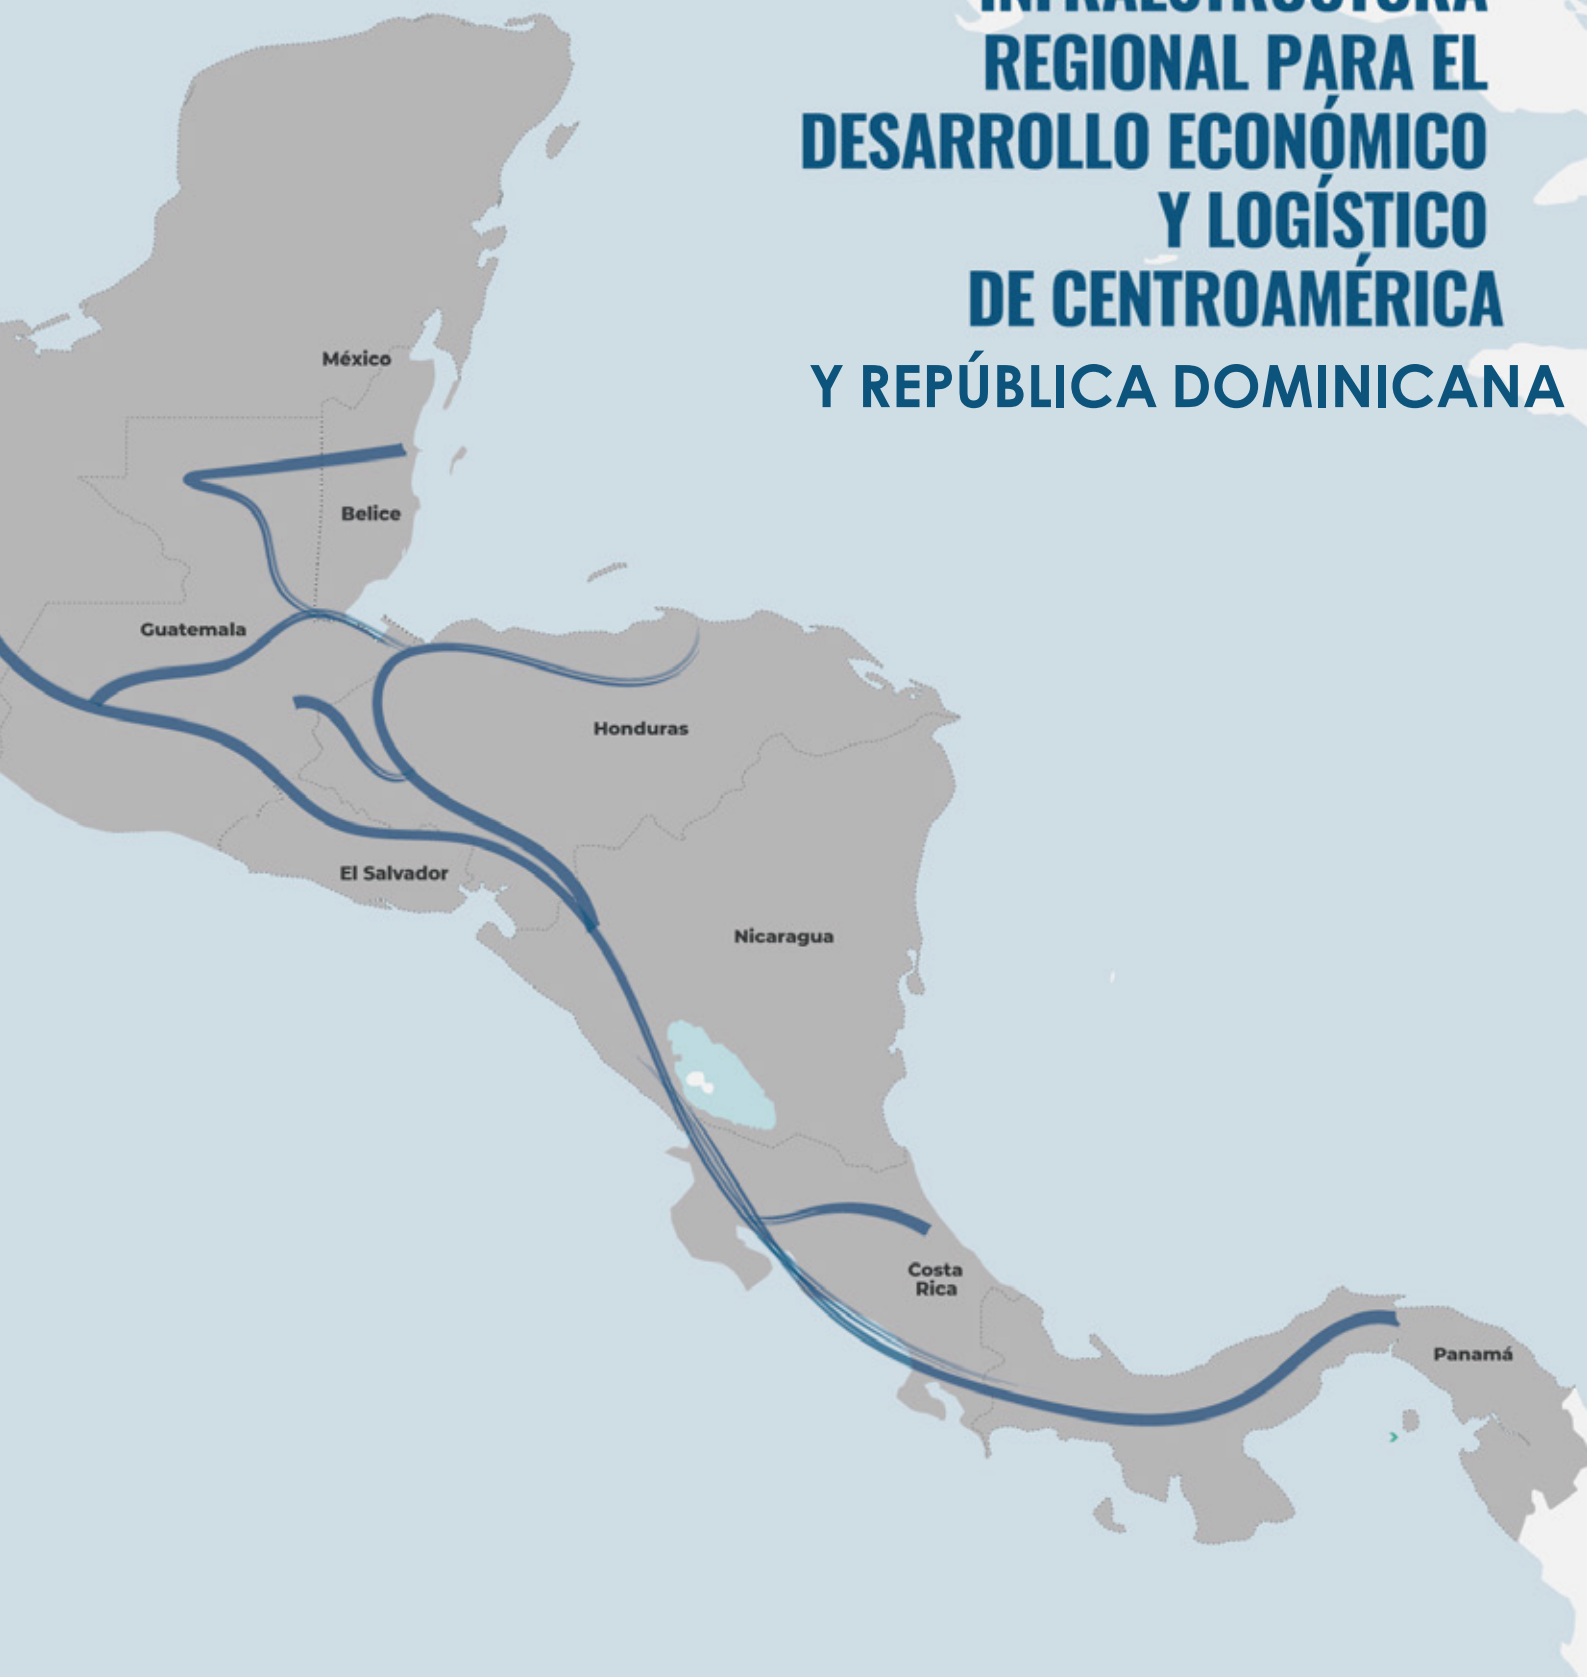 INFRAESTRUCTURA
REGIONAL PARA EL
DESARROLLO ECONÓMICO
Y LOGÍSTICO
DE CENTROAMÉRICA
Y REPÚBLICA DOMINICANA
México
Belice
Guatemala
Honduras
El Salvador
Nicaragua
Costa
Rica
Panamá